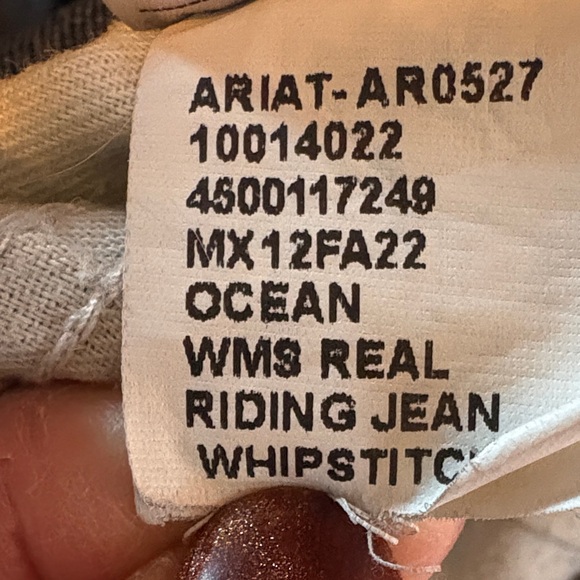 ARIAT-AR0527
10014022
4500117249
MX12FA22
OCEAN
WMS REAL
RIDING JEAN
WHIPSTITC